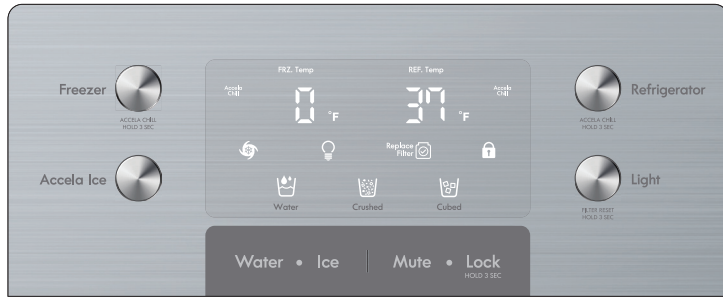 FRZ. Temp
REF. Temp
Freezer
Accela
Chill
0 °F
37 °F
Accela
Chill
Refrigerator
ACCELA CHILL
HOLD 3 SEC
ACCELA CHILL
HOLD 3 SEC
Replace
Filter
Accela Ice
Light
Water
Crushed
Cubed
FILTER RESET
HOLD 3 SEC
Water • Ice | Mute • Lock
HOLD 3 SEC